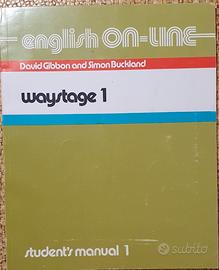 english ON-LINE
David Gibbon and Simon Buckland
waystage 1
student's manual 1
subito